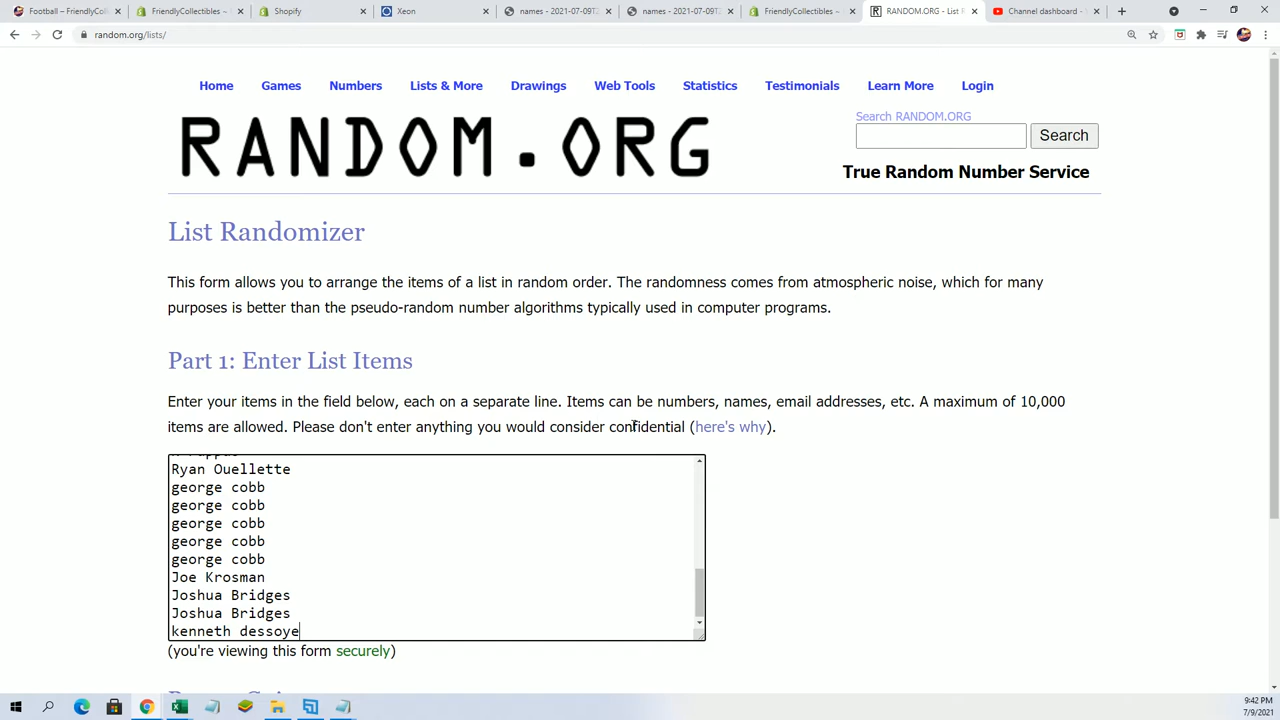 Football – FriendlyC
FriendlyCollectibles –
Shopify
Xeon
names - 2021-07-09T
names - 2021-07-09T
FriendlyCollectibles –
RANDOM.ORG - List R
Channel dashboard -
random.org/lists/
Home Games Numbers Lists & More Drawings Web Tools Statistics Testimonials Learn More Login
RANDOM.ORG
Search RANDOM.ORG
Search
True Random Number Service
List Randomizer
This form allows you to arrange the items of a list in random order. The randomness comes from atmospheric noise, which for many
purposes is better than the pseudo-random number algorithms typically used in computer programs.
Part 1: Enter List Items
Enter your items in the field below, each on a separate line. Items can be numbers, names, email addresses, etc. A maximum of 10,000
items are allowed. Please don't enter anything you would consider confidential (here's why).
Ryan Ouellette
george cobb
george cobb
george cobb
george cobb
george cobb
Joe Krosman
Joshua Bridges
Joshua Bridges
kenneth dessoye
(you're viewing this form securely)
9:42 PM
7/9/2021